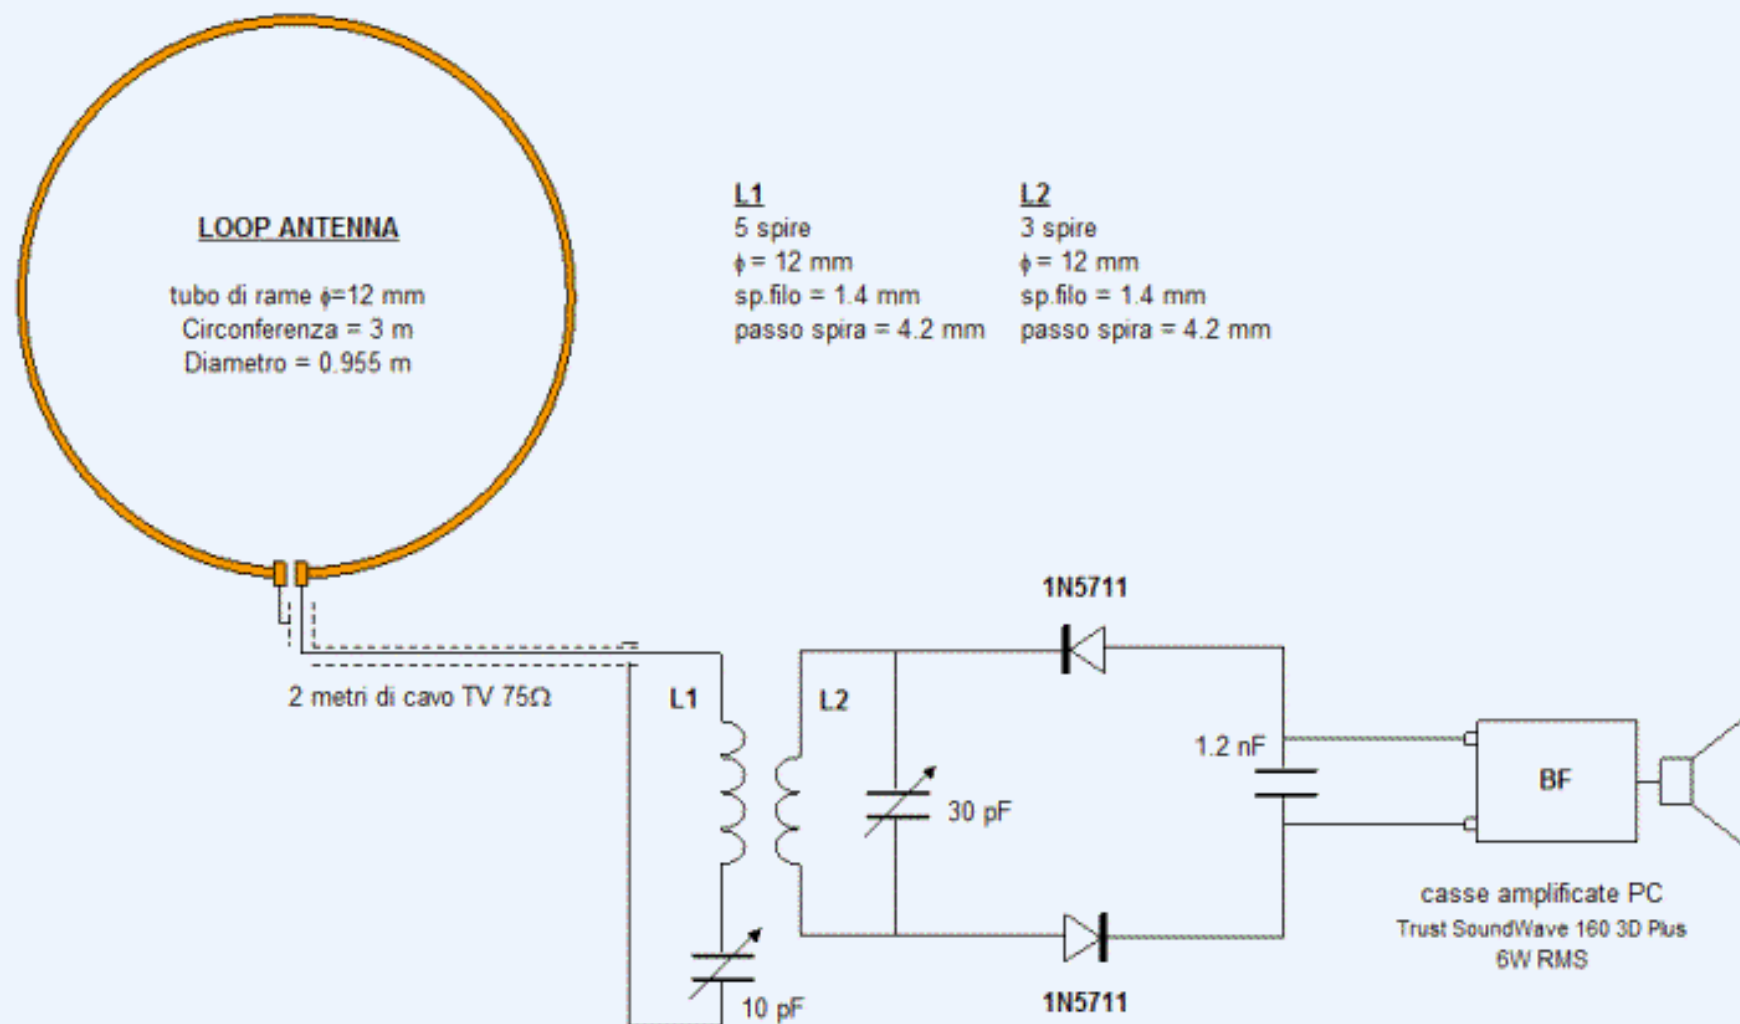 LOOP ANTENNA
tubo di rame ϕ=12 mm
Circonferenza = 3 m
Diametro = 0.955 m
L1
5 spire
ϕ = 12 mm
sp.filo = 1.4 mm
passo spira = 4.2 mm
L2
3 spire
ϕ = 12 mm
sp.filo = 1.4 mm
passo spira = 4.2 mm
1N5711
2 metri di cavo TV 75Ω
L1
L2
1.2 nF
BF
30 pF
casse amplificate PC
Trust SoundWave 160 3D Plus
6W RMS
10 pF
1N5711